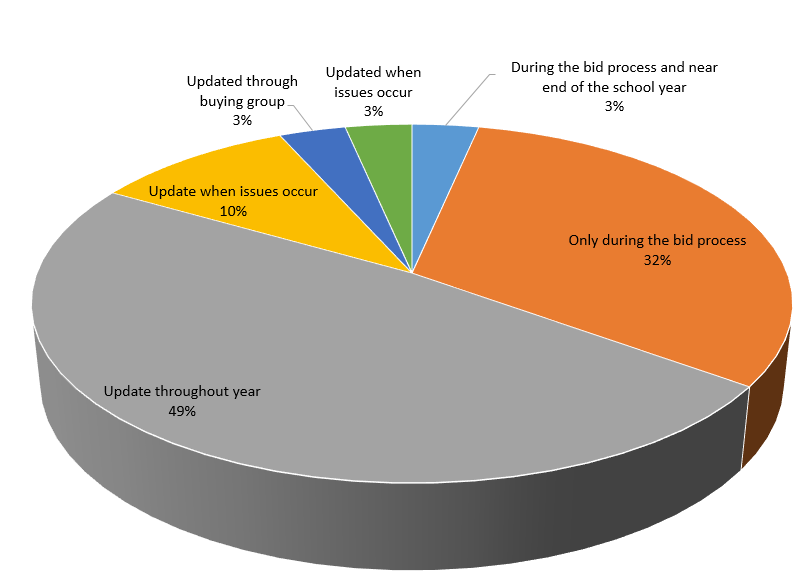 Updated through
buying group
3%
Updated when
issues occur
3%
During the bid process and near
end of the school year
3%
Update when issues occur
10%
Only during the bid process
32%
Update throughout year
49%